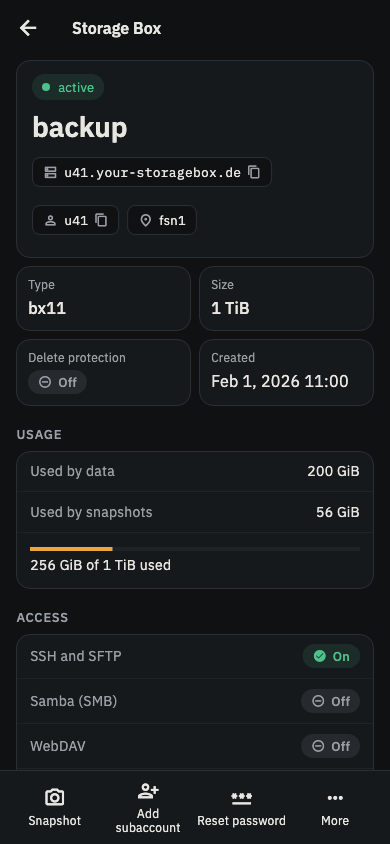 Storage Box
active
backup
u41.your-storagebox.de
u41
fsn1
Type
bx11
Size
1 TiB
Delete protection
Off
Created
Feb 1, 2026 11:00
USAGE
Used by data
200 GiB
Used by snapshots
56 GiB
256 GiB of 1 TiB used
ACCESS
SSH and SFTP
On
Samba (SMB)
Off
WebDAV
Off
Snapshot
Add
subaccount
Reset password
More